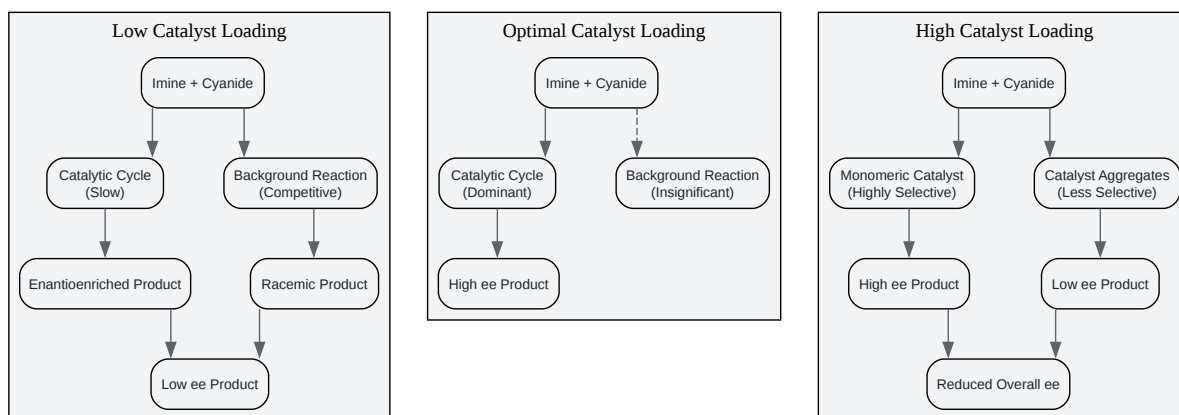 Low Catalyst Loading
Imine + Cyanide
Catalytic Cycle
(Slow)
Background Reaction
(Competitive)
Enantioenriched Product
Racemic Product
Low ee Product
Optimal Catalyst Loading
Imine + Cyanide
Catalytic Cycle
(Dominant)
Background Reaction
(Insignificant)
High ee Product
High Catalyst Loading
Imine + Cyanide
Monomeric Catalyst
(Highly Selective)
Catalyst Aggregates
(Less Selective)
High ee Product
Low ee Product
Reduced Overall ee